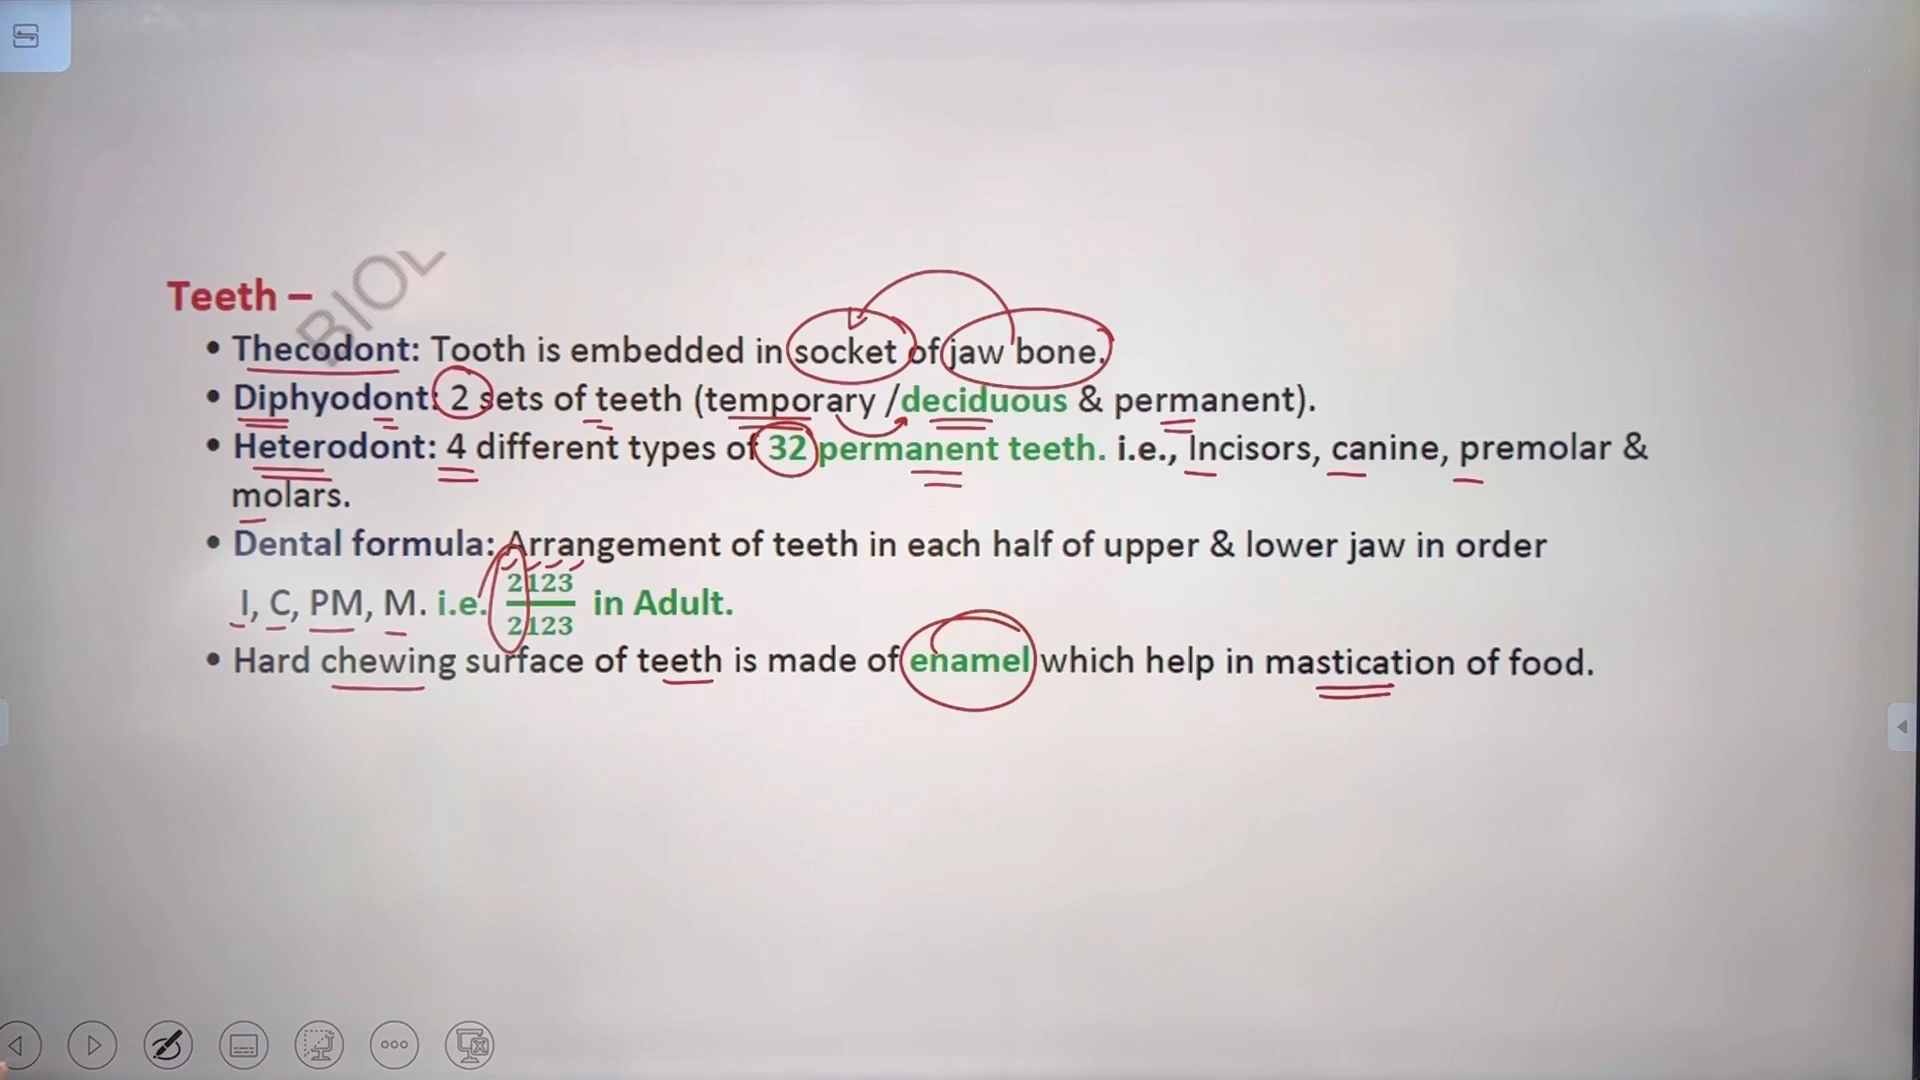 BIOL
Teeth –
• Thecodont: Tooth is embedded in socket of jaw bone.
• Diphyodont: 2 sets of teeth (temporary /deciduous & permanent).
• Heterodont: 4 different types of 32 permanent teeth. i.e., Incisors, canine, premolar &
molars.
• Dental formula: Arrangement of teeth in each half of upper & lower jaw in order
I, C, PM, M. i.e. 2123/2123 in Adult.
• Hard chewing surface of teeth is made of enamel which help in mastication of food.